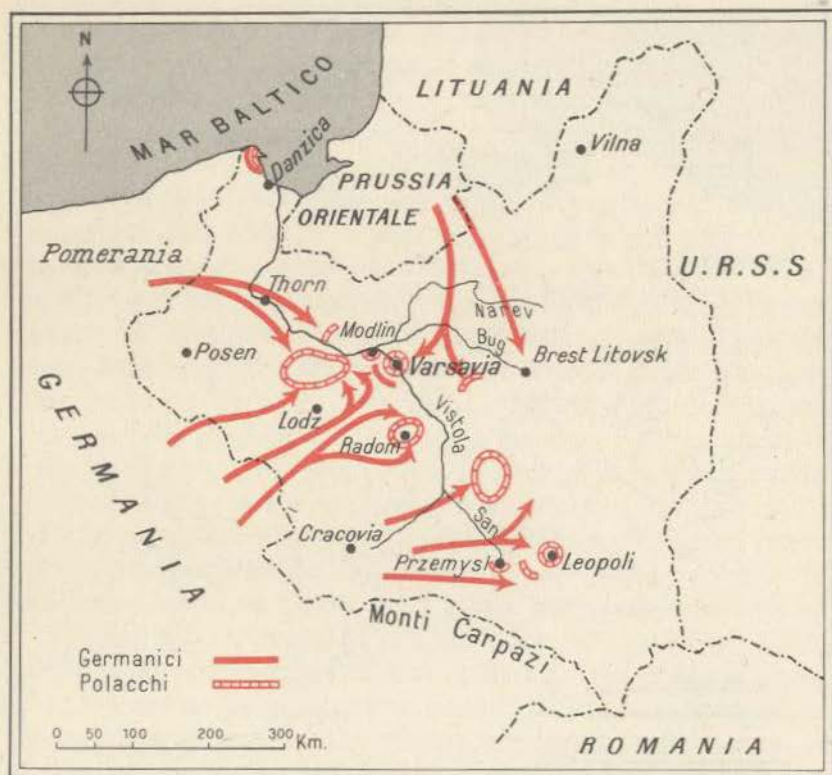 N
MAR BALTICO
LITUANIA
Vilna
Danzica
PRUSSIA
ORIENTALE
Pomerania
U.R.S.S
Thorn
Narev
Modlin
Bug
Posen
Varsavia
Brest Litovsk
GERMANIA
Lodz
Vistola
Radom
Cracovia
San
Przemysl
Leopoli
Monti Carpazi
Germanici
Polacchi
0 100 200 300 Km.
ROMANIA